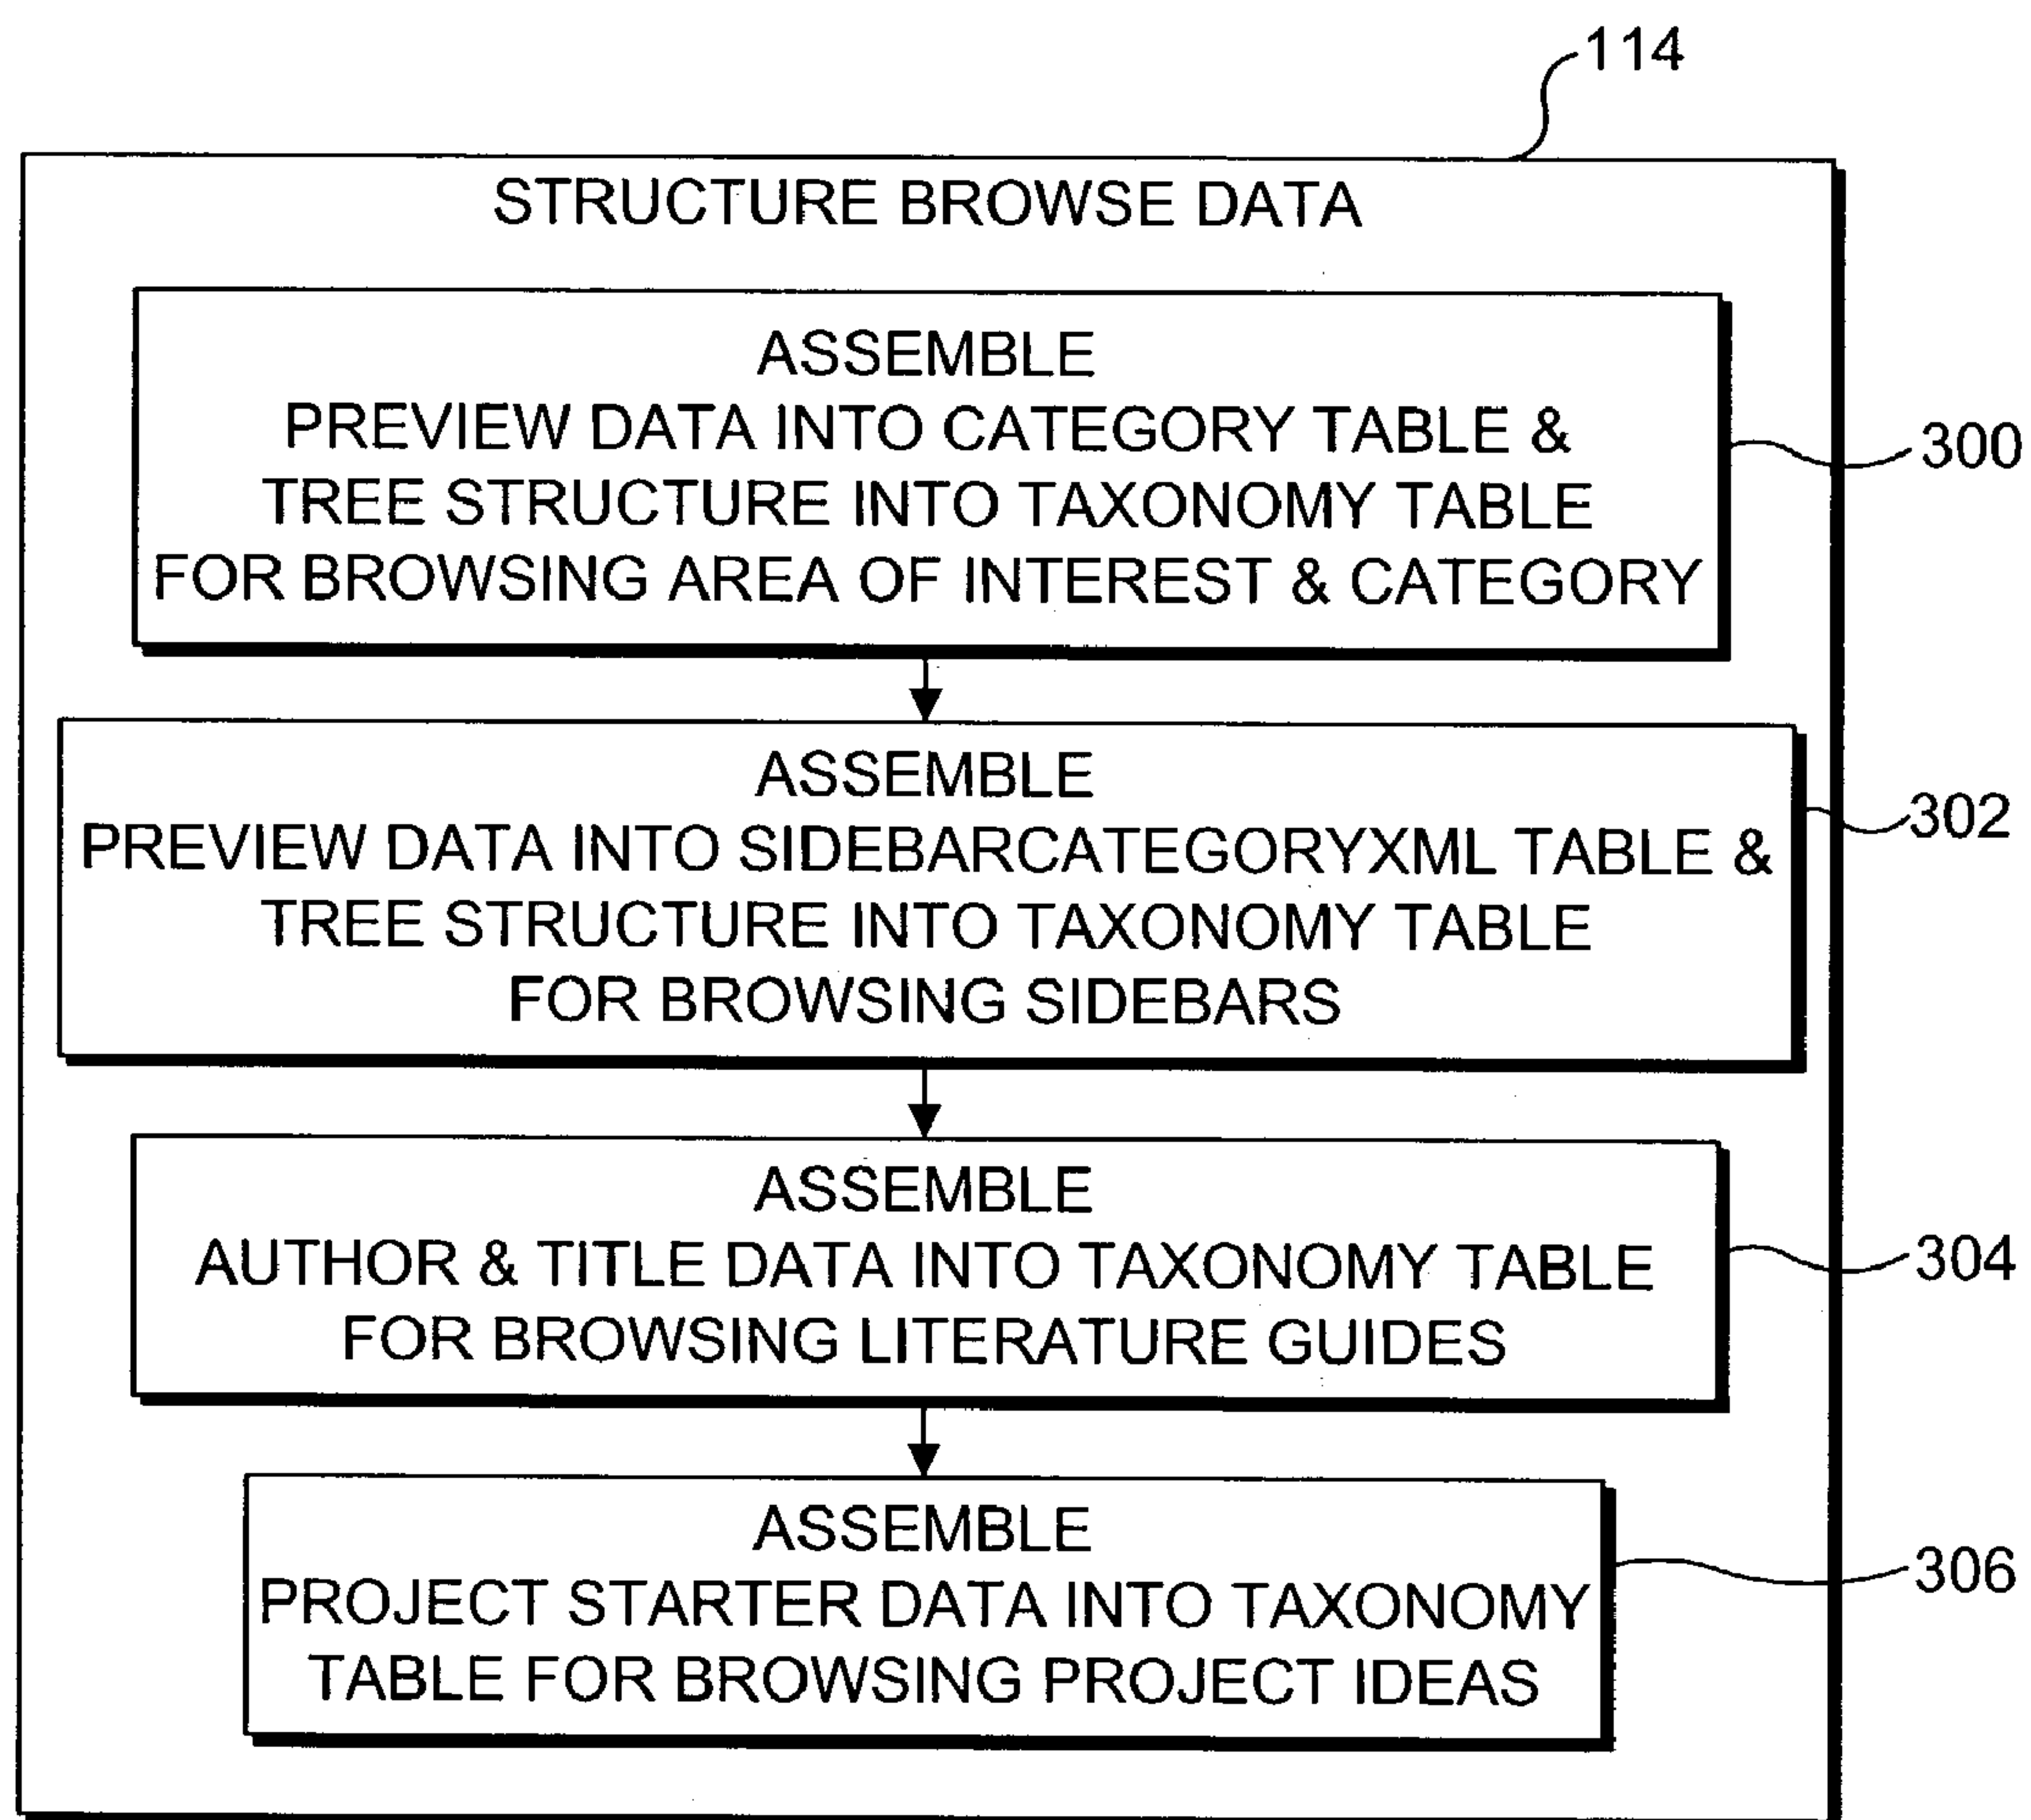 114
STRUCTURE BROWSE DATA
ASSEMBLE
PREVIEW DATA INTO CATEGORY TABLE &
TREE STRUCTURE INTO TAXONOMY TABLE
FOR BROWSING AREA OF INTEREST & CATEGORY
300
ASSEMBLE
PREVIEW DATA INTO SIDEBARCATEGORYXML TABLE &
TREE STRUCTURE INTO TAXONOMY TABLE
FOR BROWSING SIDEBARS
302
ASSEMBLE
AUTHOR & TITLE DATA INTO TAXONOMY TABLE
FOR BROWSING LITERATURE GUIDES
304
ASSEMBLE
PROJECT STARTER DATA INTO TAXONOMY
TABLE FOR BROWSING PROJECT IDEAS
306